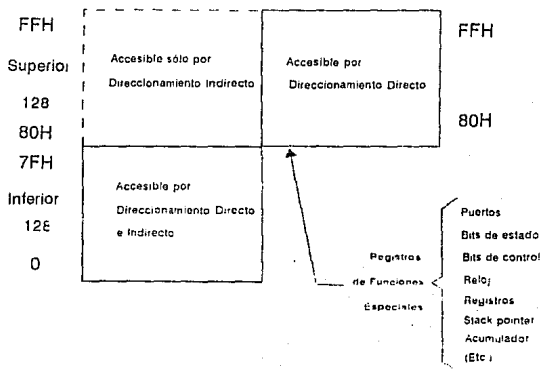 FFH
Superior
128
80H
7FH
Inferior
128
0
Accesible sólo por
Direccionamiento Indirecto
Accesible por
Direccionamiento Directo
FFH
80H
Accesible por
Direccionamiento Directo
e Indirecto
Registros
de Funciones
Especiales
Puertos
Bits de estado
Bits de control
Reloj
Registros
Stack pointer
Acumulador
(Etc.)